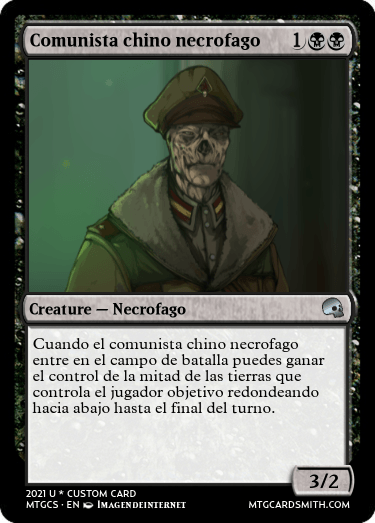 Comunista chino necrofago 1
Creature — Necrofago
Cuando el comunista chino necrofago
entre en el campo de batalla puedes ganar
el control de la mitad de las tierras que
controla el jugador objetivo redondeando
hacia abajo hasta el final del turno.
3/2
2021 U * CUSTOM CARD
MTGCS · EN IMAGENDEINTERNET
MTGCARDSMITH.COM